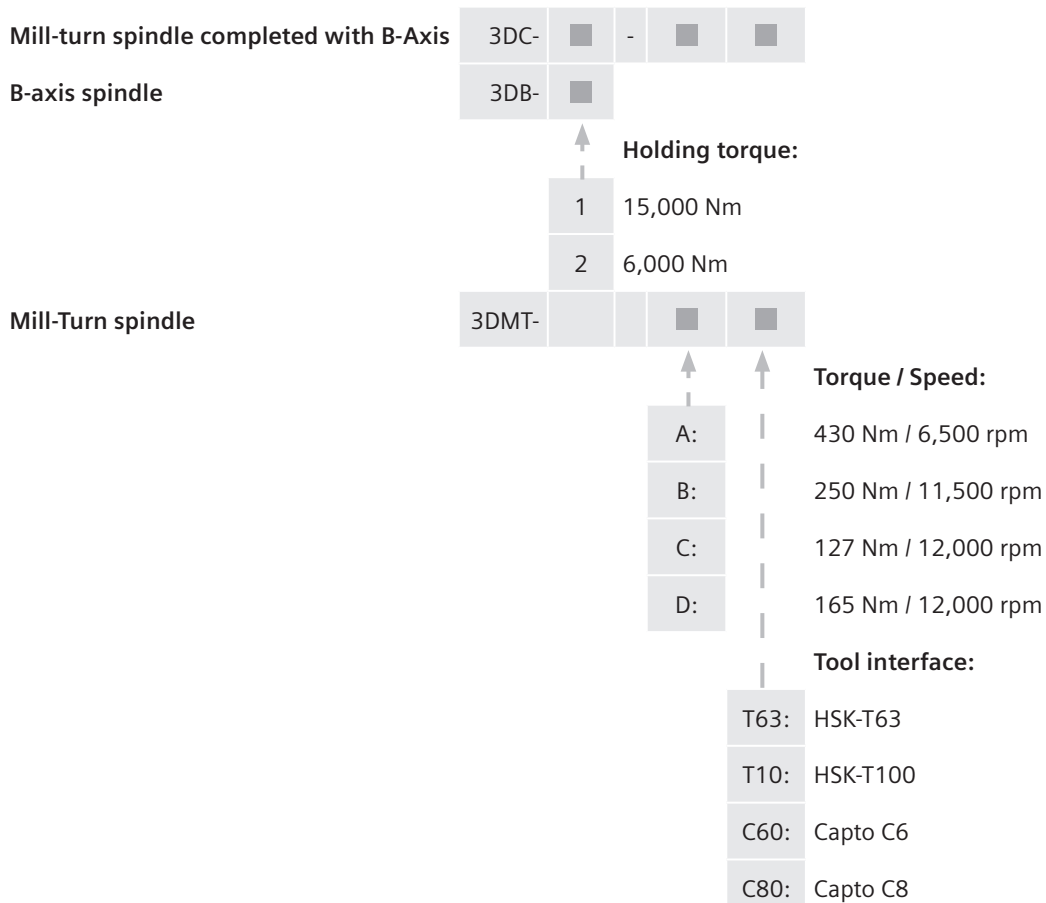 Mill-turn spindle completed with B-Axis 3DC- -
B-axis spindle 3DB-
Holding torque:
1 15,000 Nm
2 6,000 Nm
Mill-Turn spindle 3DMT-
Torque / Speed:
A: 430 Nm / 6,500 rpm
B: 250 Nm / 11,500 rpm
C: 127 Nm / 12,000 rpm
D: 165 Nm / 12,000 rpm
Tool interface:
T63: HSK-T63
T10: HSK-T100
C60: Capto C6
C80: Capto C8